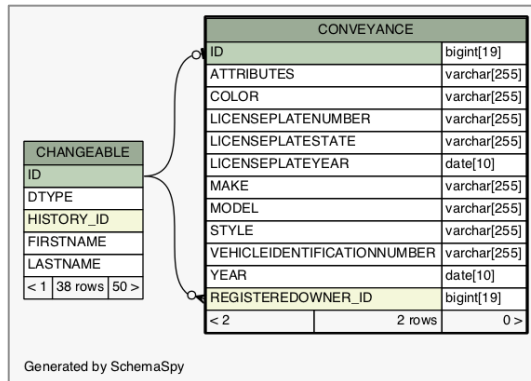 CONVEYANCE
ID bigint[19]
ATTRIBUTES varchar[255]
COLOR varchar[255]
LICENSEPLATENUMBER varchar[255]
LICENSEPLATESTATE varchar[255]
LICENSEPLATEYEAR date[10]
MAKE varchar[255]
MODEL varchar[255]
STYLE varchar[255]
VEHICLEIDENTIFICATIONNUMBER varchar[255]
YEAR date[10]
REGISTEREDOWNER_ID bigint[19]
< 2 2 rows 0 >
CHANGEABLE
ID
DTYPE
HISTORY_ID
FIRSTNAME
LASTNAME
< 1 38 rows 50 >
Generated by SchemaSpy